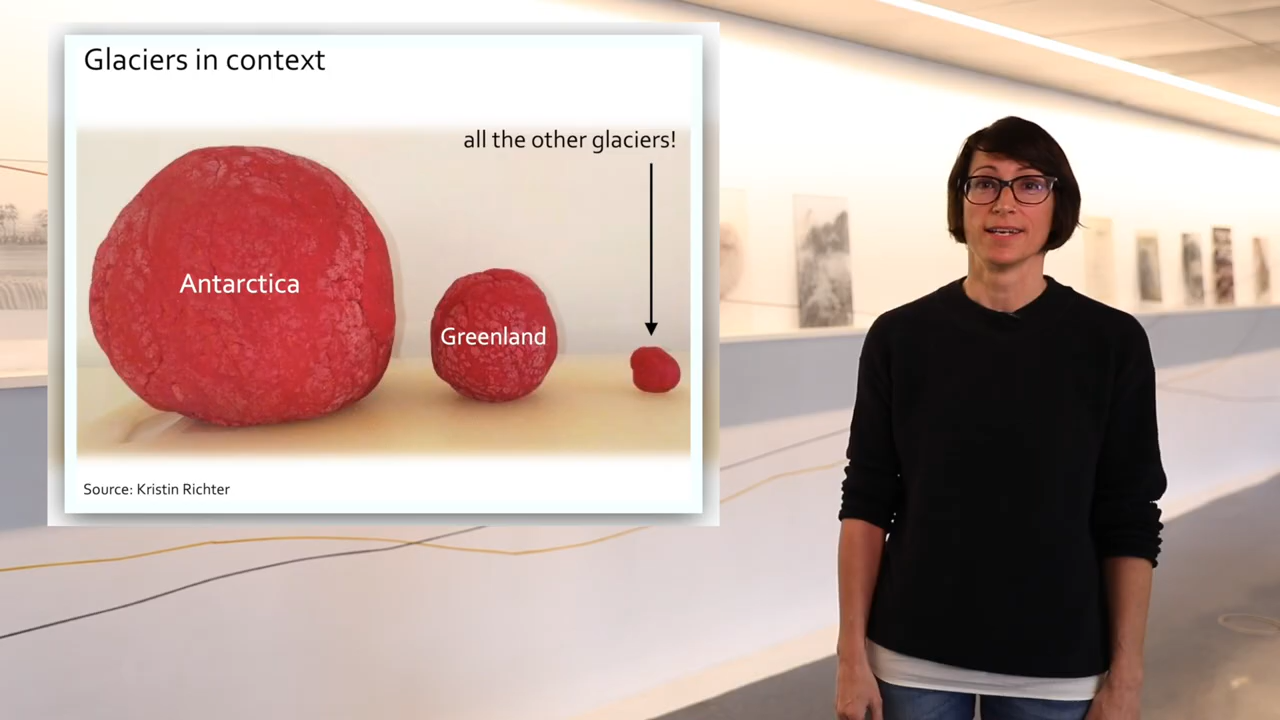 Glaciers in context
all the other glaciers!
Antarctica
Greenland
Source: Kristin Richter